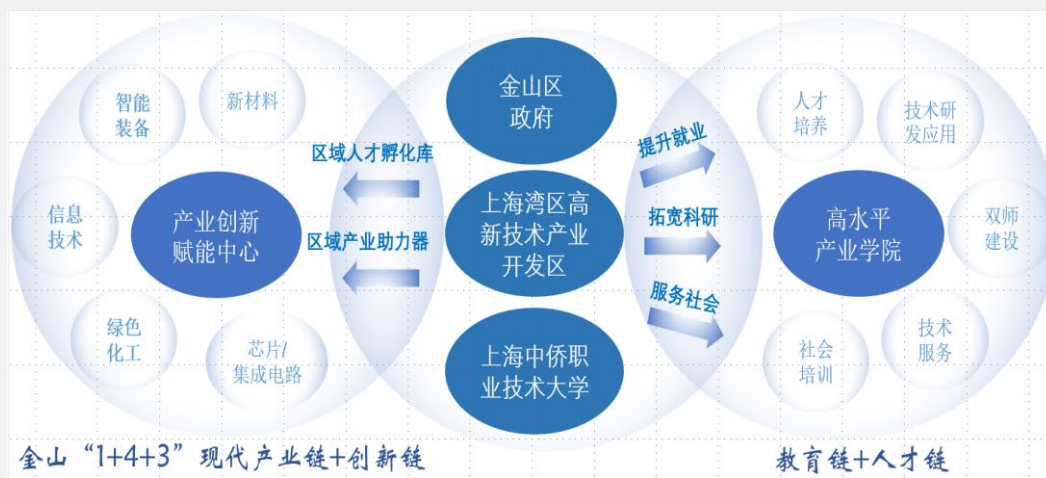 智能
装备
新材料
信息
技术
产业创新
赋能中心
绿色
化工
芯片/
集成电路
区域人才孵化库
区域产业助力器
金山区
政府
上海湾区高
新技术产业
开发区
上海中侨职
业技术大学
提升就业
拓宽科研
服务社会
人才
培养
技术研
发应用
高水平
产业学院
双师
建设
社会
培训
技术
服务
金山“1+4+3”现代产业链+创新链
教育链+人才链